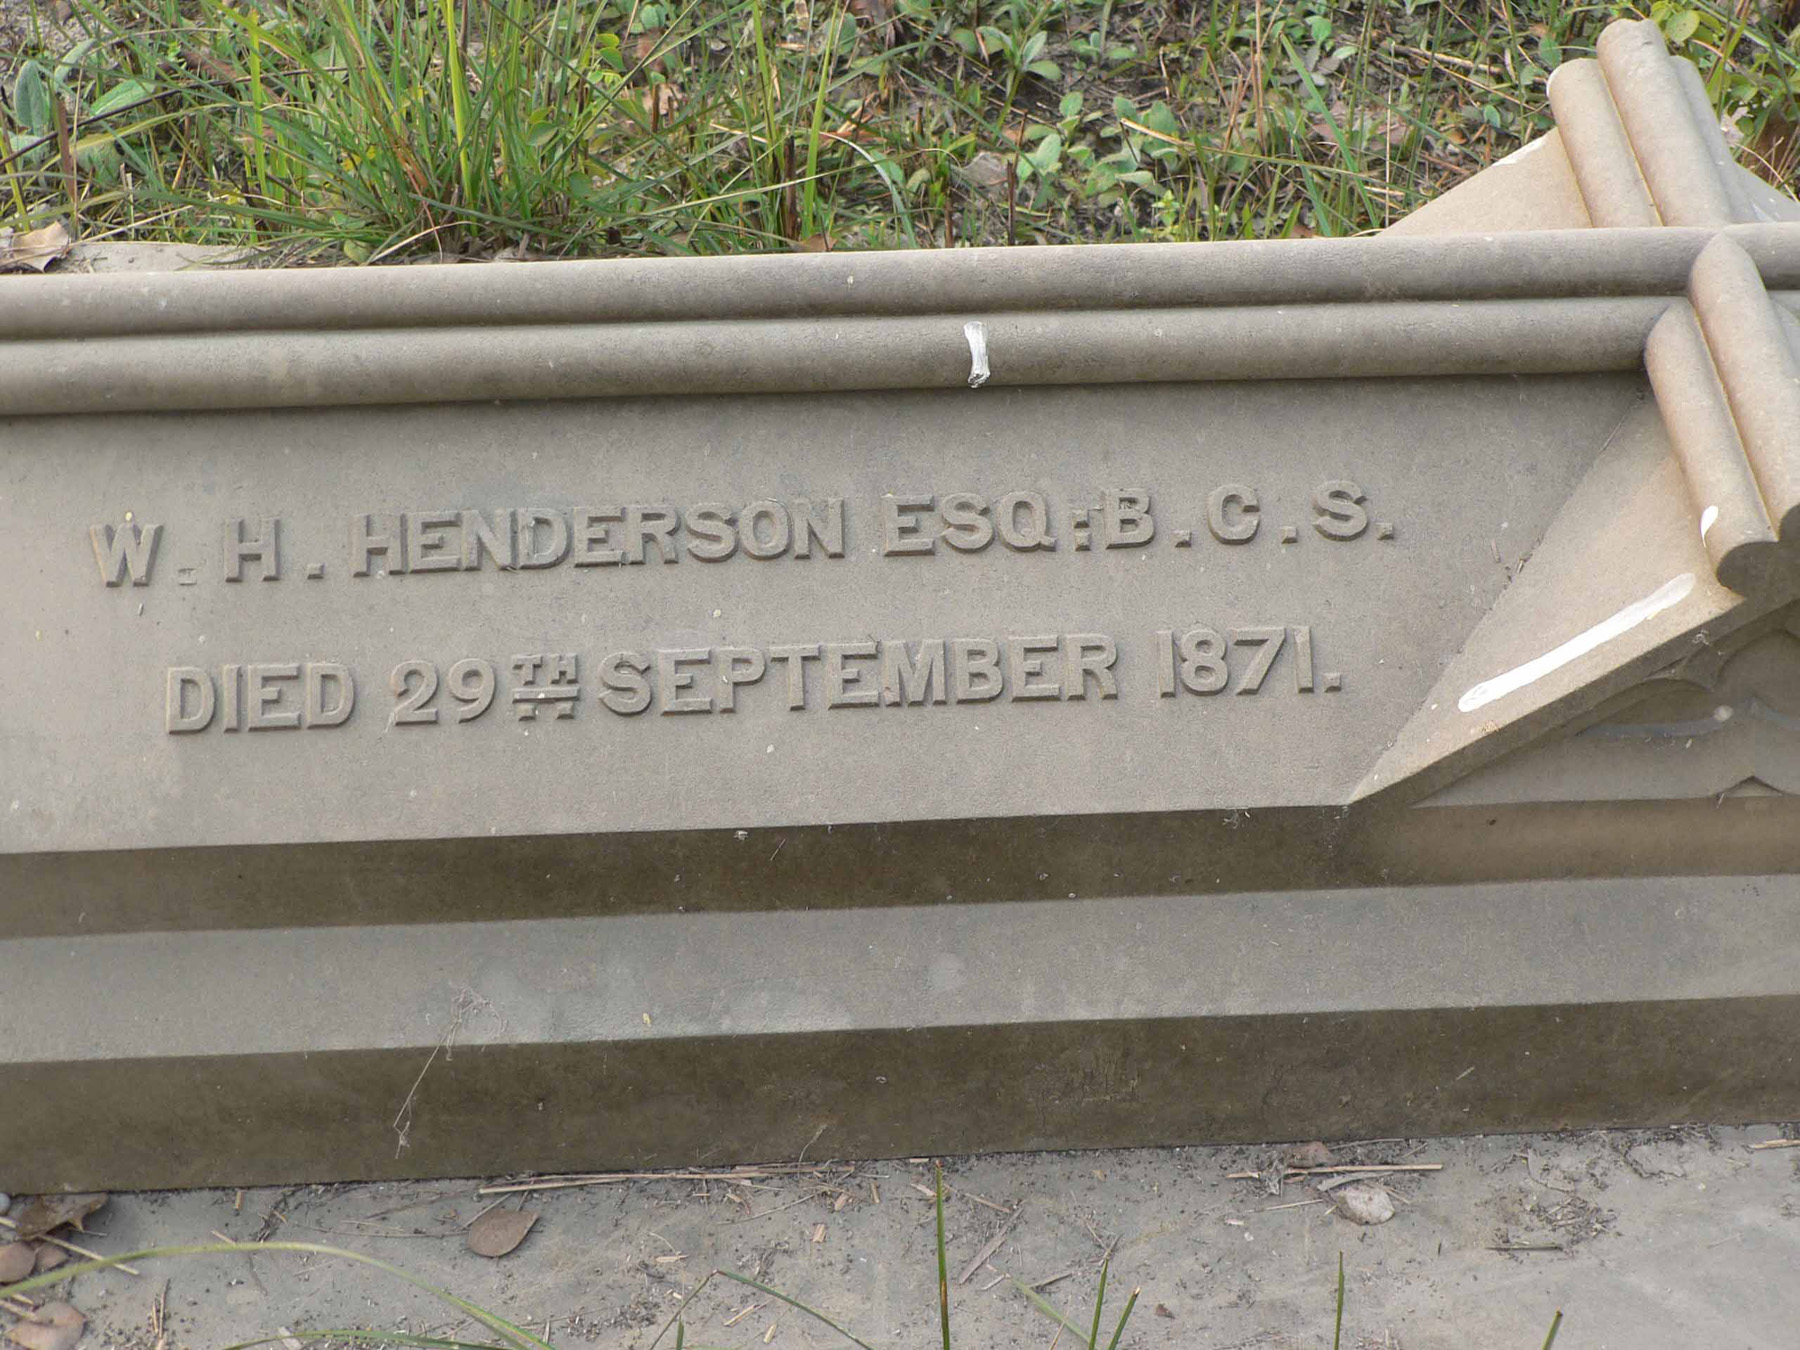 W. H. HENDERSON ESQ: B.C.S.
DIED 29TH SEPTEMBER 1871.